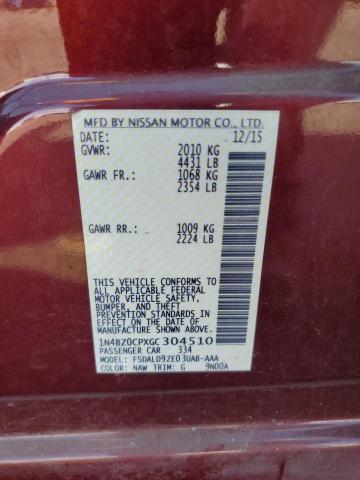 MFD BY NISSAN MOTOR CO., LTD.
DATE: 12/15
GVWR: 2010 KG
4431 LB
GAWR FR.: 1068 KG
2354 LB
GAWR RR.: 1009 KG
2224 LB
THIS VEHICLE CONFORMS TO
ALL APPLICABLE FEDERAL
MOTOR VEHICLE SAFETY,
BUMPER, AND THEFT
PREVENTION STANDARDS
IN EFFECT ON THE DATE OF
MANUFACTURE SHOWN ABOVE.
1N4BZ0CPXGC304510
PASSENGER CAR 334
MODEL: FSDALD9ZE03UAB-AAA
COLOR: NAW TRIM: G 9N00A